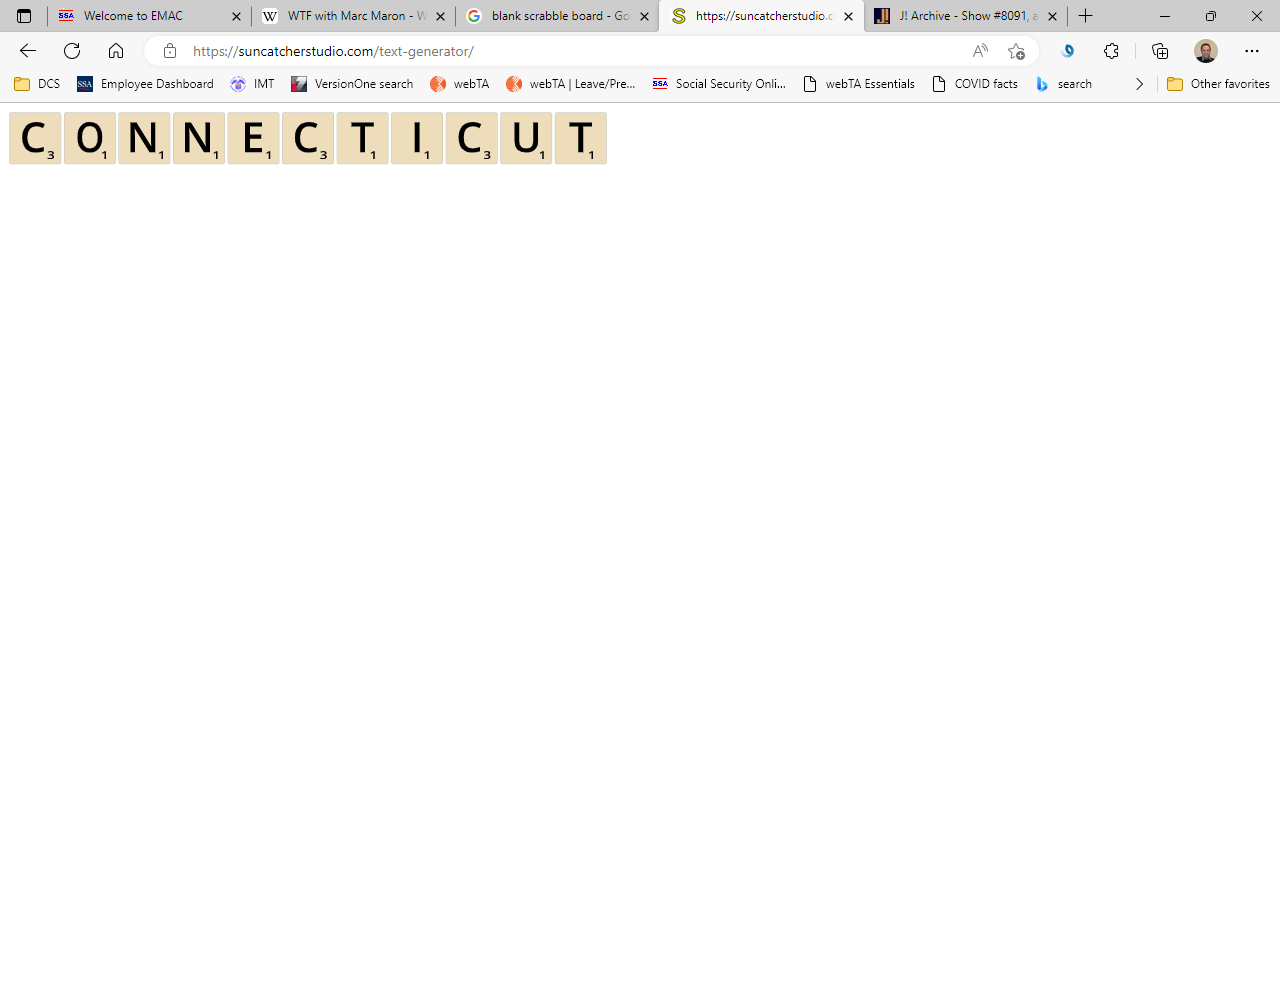 Welcome to EMAC
WTF with Marc Maron - W
blank scrabble board - Go
https://suncatcherstudio.c
J! Archive - Show #8091, a
https://suncatcherstudio.com/text-generator/
DCS Employee Dashboard IMT VersionOne search webTA webTA | Leave/Pre... Social Security Onli... webTA Essentials COVID facts search Other favorites
C3 O1 N1 N1 E1 C3 T1 I1 C3 U1 T1